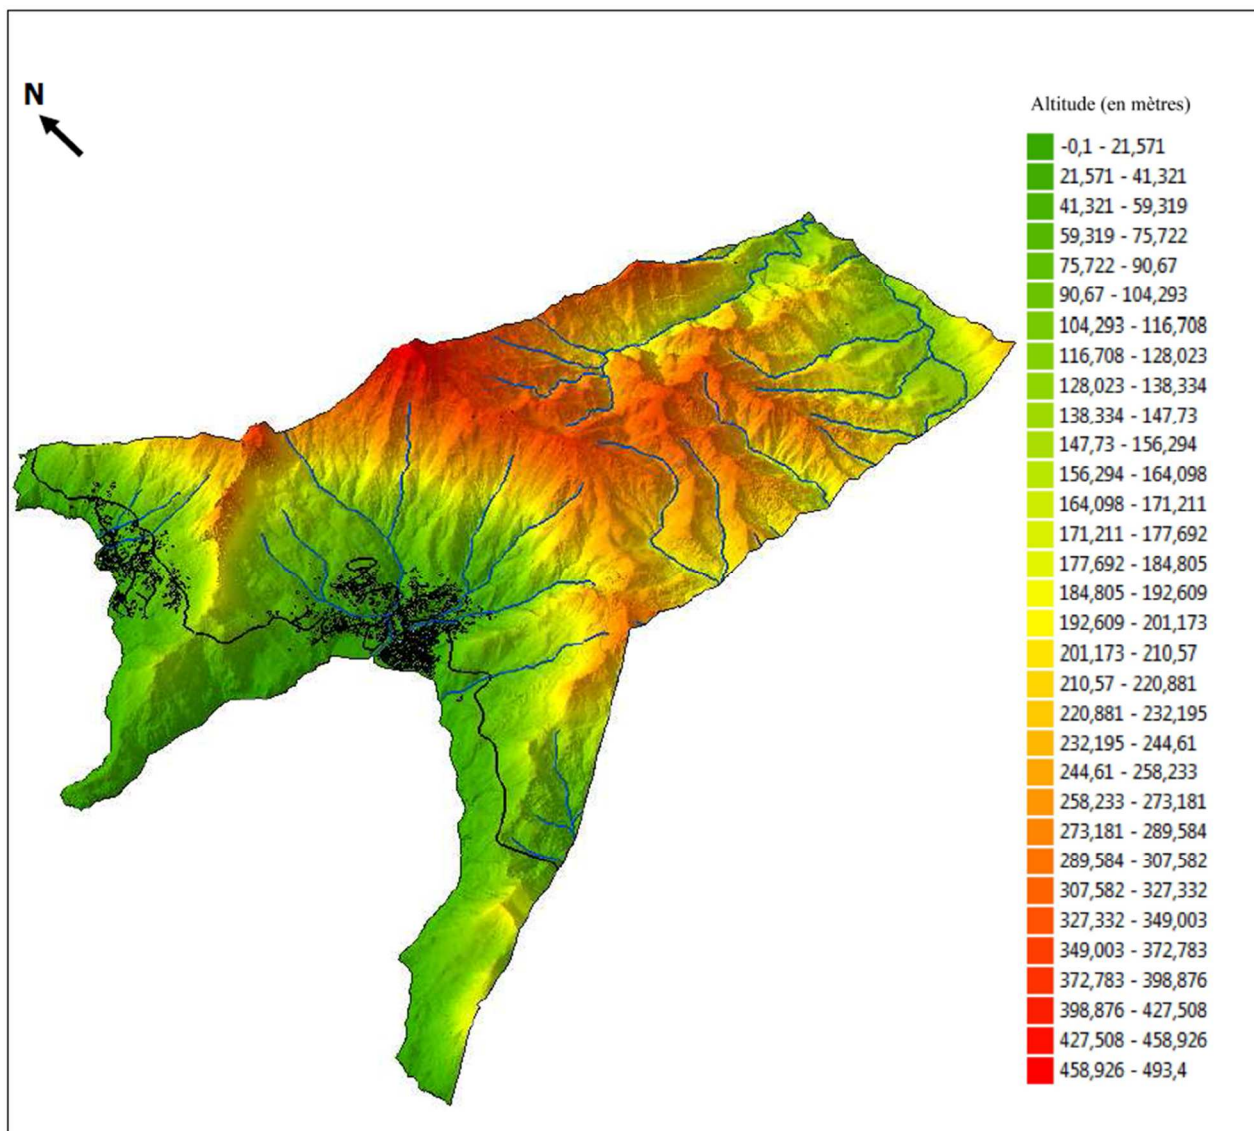 N
Altitude (en mètres)
-0,1 - 21,571
21,571 - 41,321
41,321 - 59,319
59,319 - 75,722
75,722 - 90,67
90,67 - 104,293
104,293 - 116,708
116,708 - 128,023
128,023 - 138,334
138,334 - 147,73
147,73 - 156,294
156,294 - 164,098
164,098 - 171,211
171,211 - 177,692
177,692 - 184,805
184,805 - 192,609
192,609 - 201,173
201,173 - 210,57
210,57 - 220,881
220,881 - 232,195
232,195 - 244,61
244,61 - 258,233
258,233 - 273,181
273,181 - 289,584
289,584 - 307,582
307,582 - 327,332
327,332 - 349,003
349,003 - 372,783
372,783 - 398,876
398,876 - 427,508
427,508 - 458,926
458,926 - 493,4